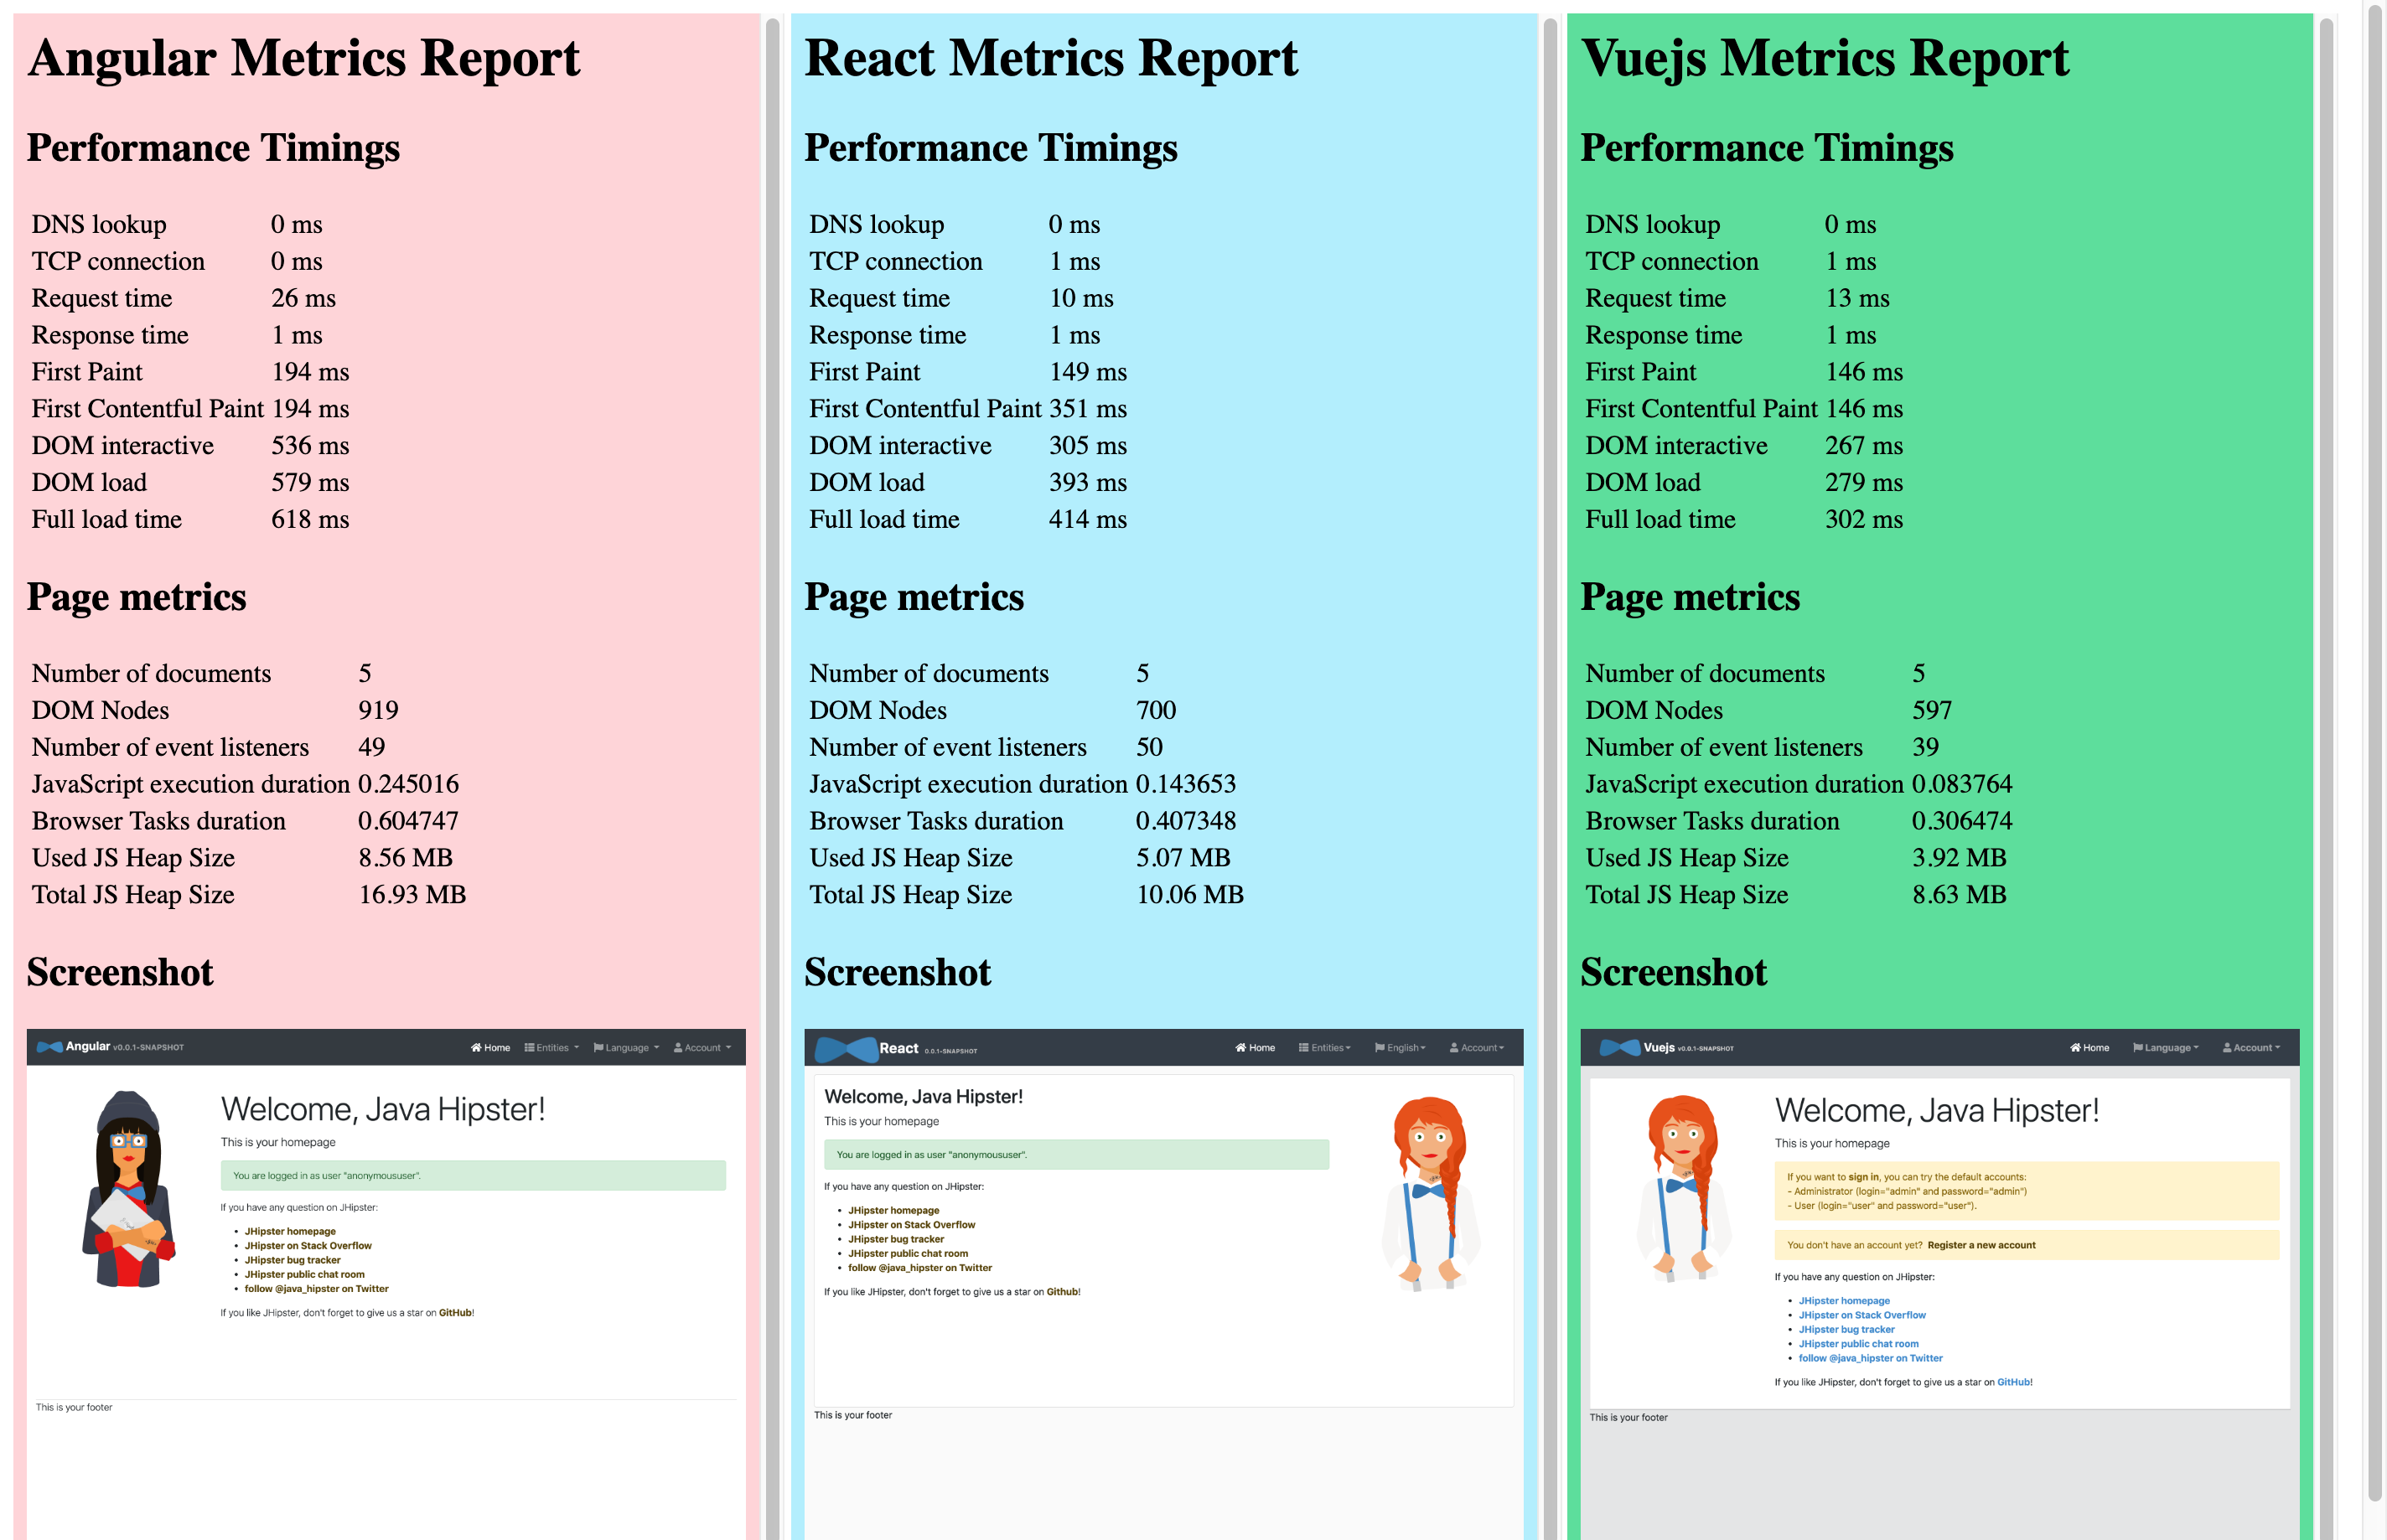 Angular Metrics Report
Performance Timings
DNS lookup 0 ms
TCP connection 0 ms
Request time 26 ms
Response time 1 ms
First Paint 194 ms
First Contentful Paint 194 ms
DOM interactive 536 ms
DOM load 579 ms
Full load time 618 ms
Page metrics
Number of documents 5
DOM Nodes 919
Number of event listeners 49
JavaScript execution duration 0.245016
Browser Tasks duration 0.604747
Used JS Heap Size 8.56 MB
Total JS Heap Size 16.93 MB
Screenshot
Angular v0.0.1-SNAPSHOT Home Entities Language Account
Welcome, Java Hipster!
This is your homepage
You are logged in as user "anonymoususer".
If you have any question on JHipster:
• JHipster homepage
• JHipster on Stack Overflow
• JHipster bug tracker
• JHipster public chat room
• follow @java_hipster on Twitter
If you like JHipster, don't forget to give us a star on GitHub!
This is your footer
React Metrics Report
Performance Timings
DNS lookup 0 ms
TCP connection 1 ms
Request time 10 ms
Response time 1 ms
First Paint 149 ms
First Contentful Paint 351 ms
DOM interactive 305 ms
DOM load 393 ms
Full load time 414 ms
Page metrics
Number of documents 5
DOM Nodes 700
Number of event listeners 50
JavaScript execution duration 0.143653
Browser Tasks duration 0.407348
Used JS Heap Size 5.07 MB
Total JS Heap Size 10.06 MB
Screenshot
React 0.0.1-SNAPSHOT Home Entities English Account
Welcome, Java Hipster!
This is your homepage
You are logged in as user "anonymoususer".
If you have any question on JHipster:
• JHipster homepage
• JHipster on Stack Overflow
• JHipster bug tracker
• JHipster public chat room
• follow @java_hipster on Twitter
If you like JHipster, don't forget to give us a star on Github!
This is your footer
Vuejs Metrics Report
Performance Timings
DNS lookup 0 ms
TCP connection 1 ms
Request time 13 ms
Response time 1 ms
First Paint 146 ms
First Contentful Paint 146 ms
DOM interactive 267 ms
DOM load 279 ms
Full load time 302 ms
Page metrics
Number of documents 5
DOM Nodes 597
Number of event listeners 39
JavaScript execution duration 0.083764
Browser Tasks duration 0.306474
Used JS Heap Size 3.92 MB
Total JS Heap Size 8.63 MB
Screenshot
Vuejs v0.0.1-SNAPSHOT Home Language Account
Welcome, Java Hipster!
This is your homepage
If you want to sign in, you can try the default accounts:
- Administrator (login="admin" and password="admin")
- User (login="user" and password="user").
You don't have an account yet? Register a new account
If you have any question on JHipster:
• JHipster homepage
• JHipster on Stack Overflow
• JHipster bug tracker
• JHipster public chat room
• follow @java_hipster on Twitter
If you like JHipster, don't forget to give us a star on GitHub!
This is your footer